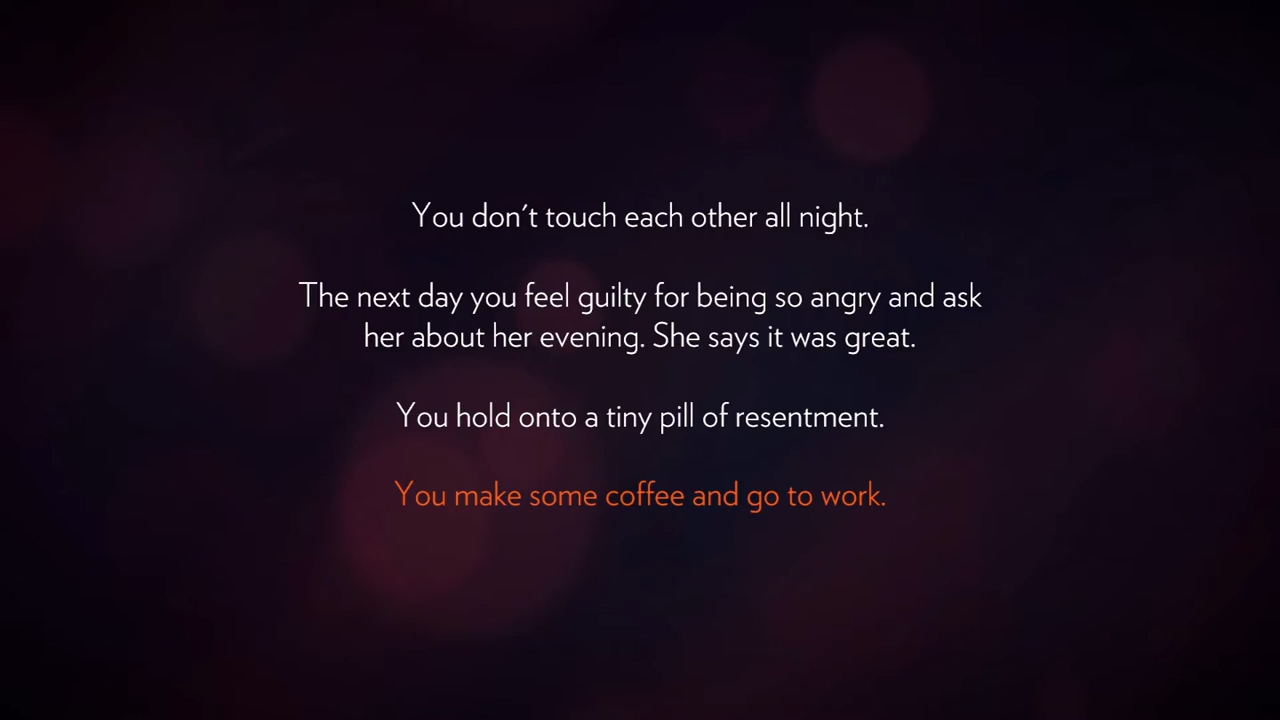 You don't touch each other all night.
The next day you feel guilty for being so angry and ask
her about her evening. She says it was great.
You hold onto a tiny pill of resentment.
You make some coffee and go to work.